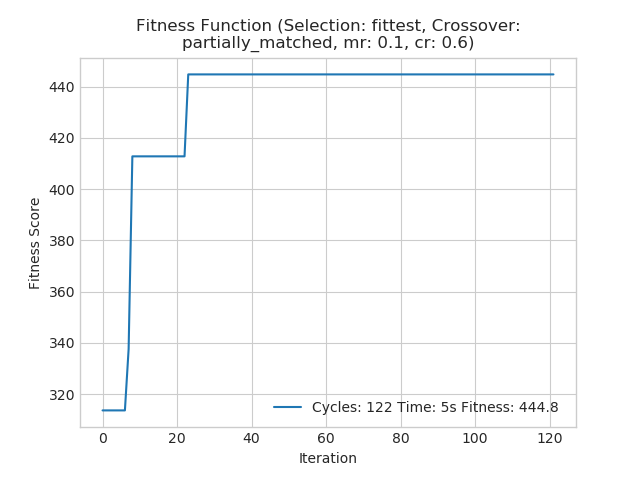 Fitness Function (Selection: fittest, Crossover:
partially_matched, mr: 0.1, cr: 0.6)
440
420
400
380
360
340
320
Fitness Score
Cycles: 122 Time: 5s Fitness: 444.8
0 20 40 60 80 100 120
Iteration